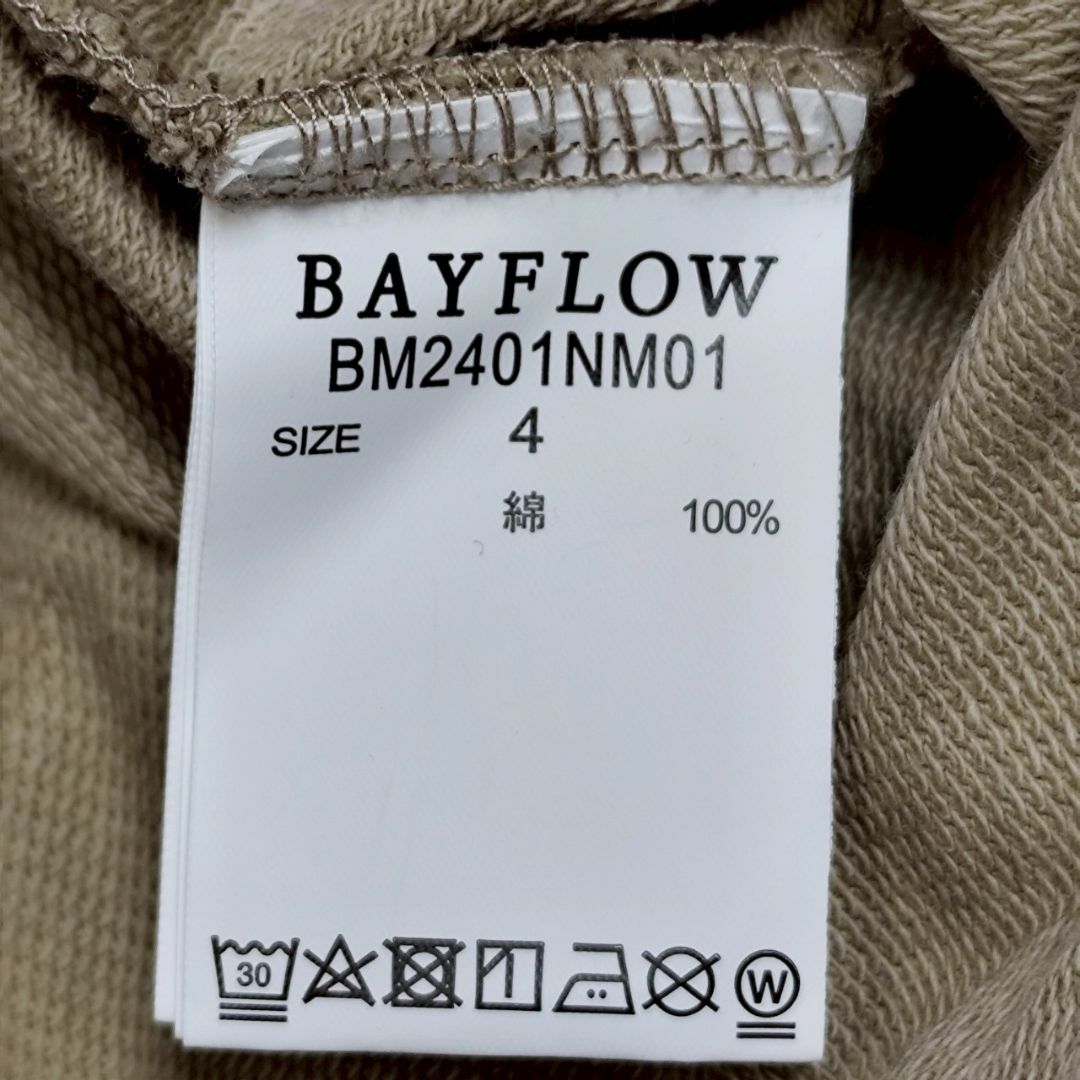 BAYFLOW
BM2401NM01
SIZE 4
綿 100%
30 W